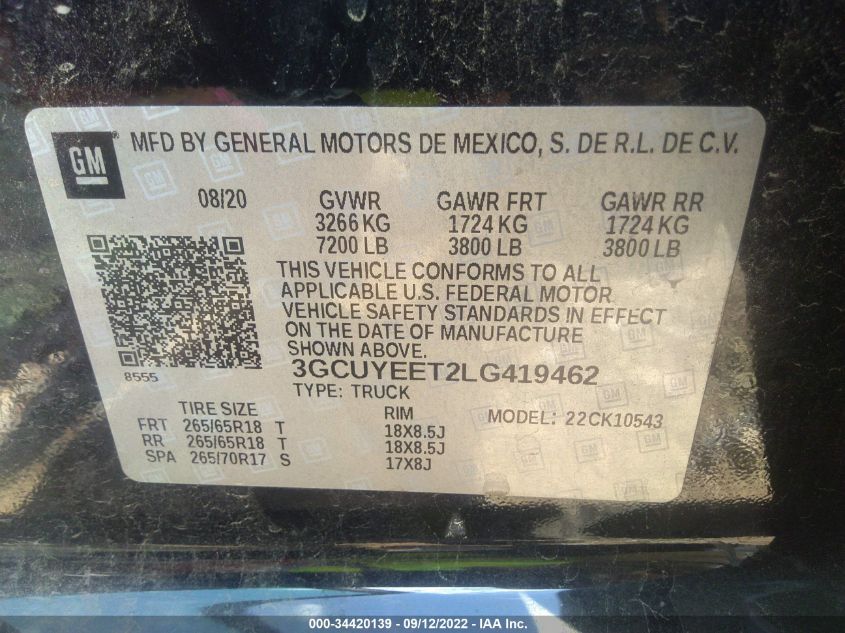 GM
MFD BY GENERAL MOTORS DE MEXICO, S. DE R.L. DE C.V.
08/20 GVWR GAWR FRT GAWR RR
3266 KG 1724 KG 1724 KG
7200 LB 3800 LB 3800 LB
THIS VEHICLE CONFORMS TO ALL
APPLICABLE U.S. FEDERAL MOTOR
VEHICLE SAFETY STANDARDS IN EFFECT
ON THE DATE OF MANUFACTURE
SHOWN ABOVE.
8555
3GCUYEET2LG419462
TYPE: TRUCK
TIRE SIZE RIM MODEL: 22CK10543
FRT 265/65R18 T 18X8.5J
RR 265/65R18 T 18X8.5J
SPA 265/70R17 S 17X8J
000-34420139 - 09/12/2022 - IAA Inc.